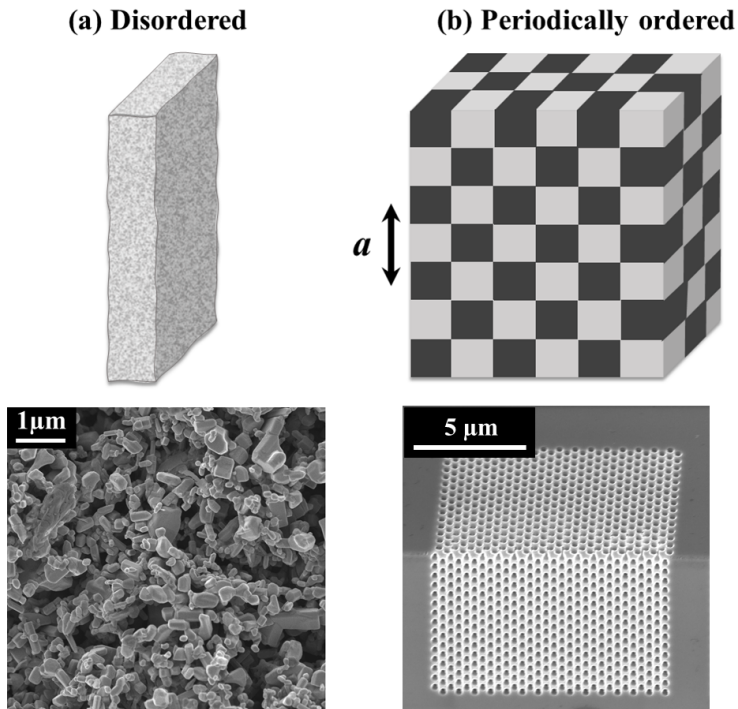 (a) Disordered
(b) Periodically ordered
a
1μm
5 μm